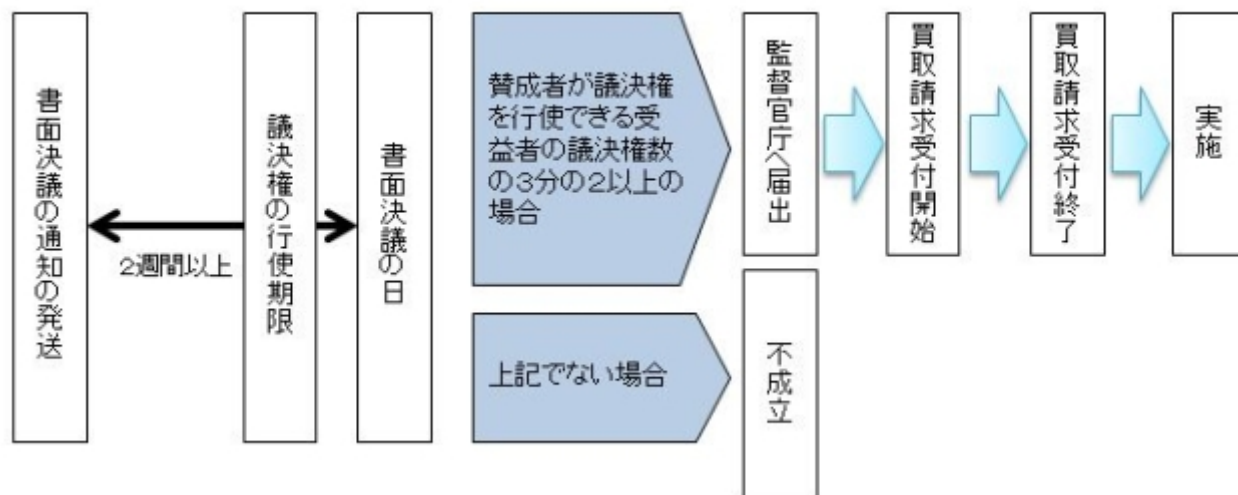 書面決議の通知の発送
2週間以上
議決権の行使期限
書面決議の日
賛成者が議決権
を行使できる受
益者の議決権数
の3分の2以上の
場合
監督官庁へ届出
買取請求受付開始
買取請求受付終了
実施
上記でない場合
不成立